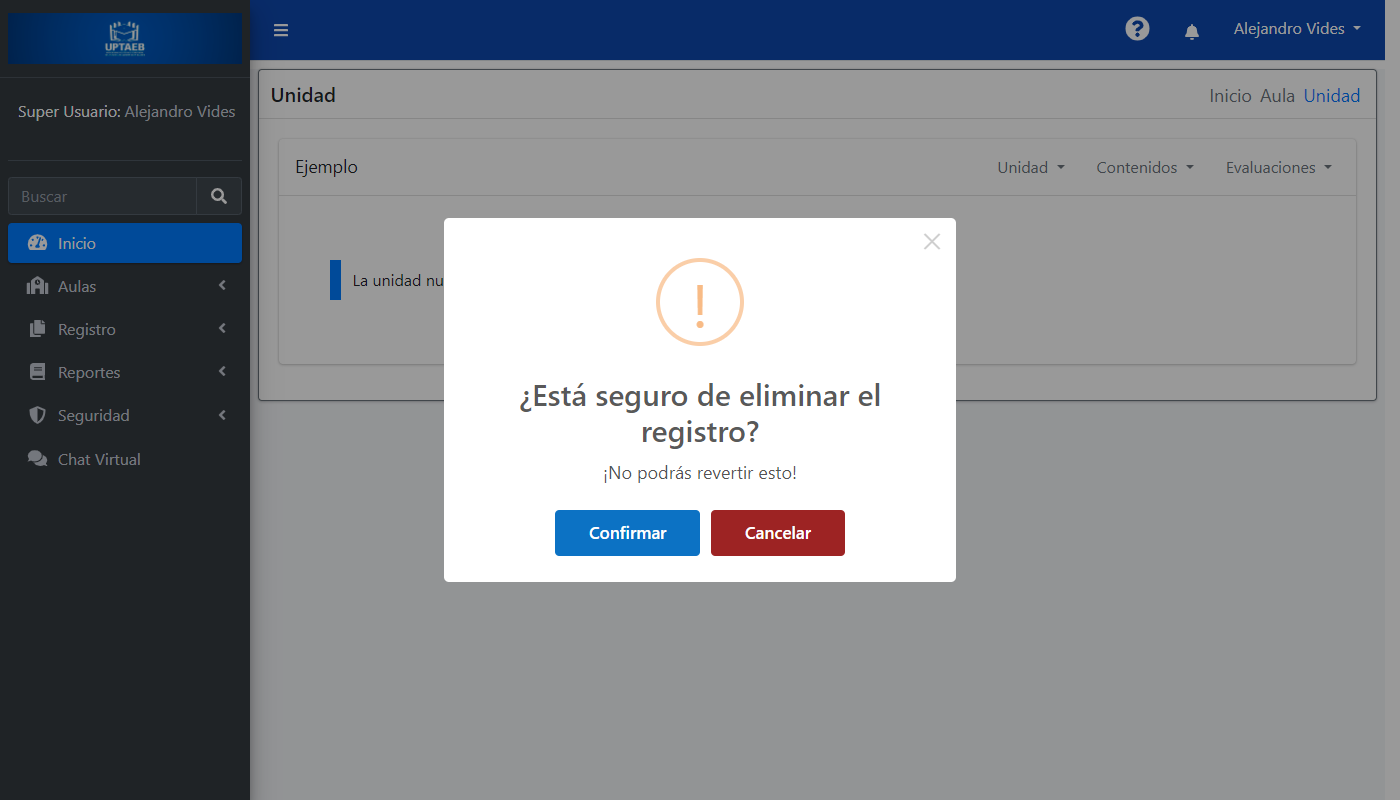 UPTAEB
Alejandro Vides
Super Usuario: Alejandro Vides
Unidad
Inicio Aula Unidad
Buscar
Ejemplo
Unidad
Contenidos
Evaluaciones
Inicio
Aulas
Registro
Reportes
Seguridad
Chat Virtual
La unidad nu
!
¿Está seguro de eliminar el
registro?
¡No podrás revertir esto!
Confirmar
Cancelar